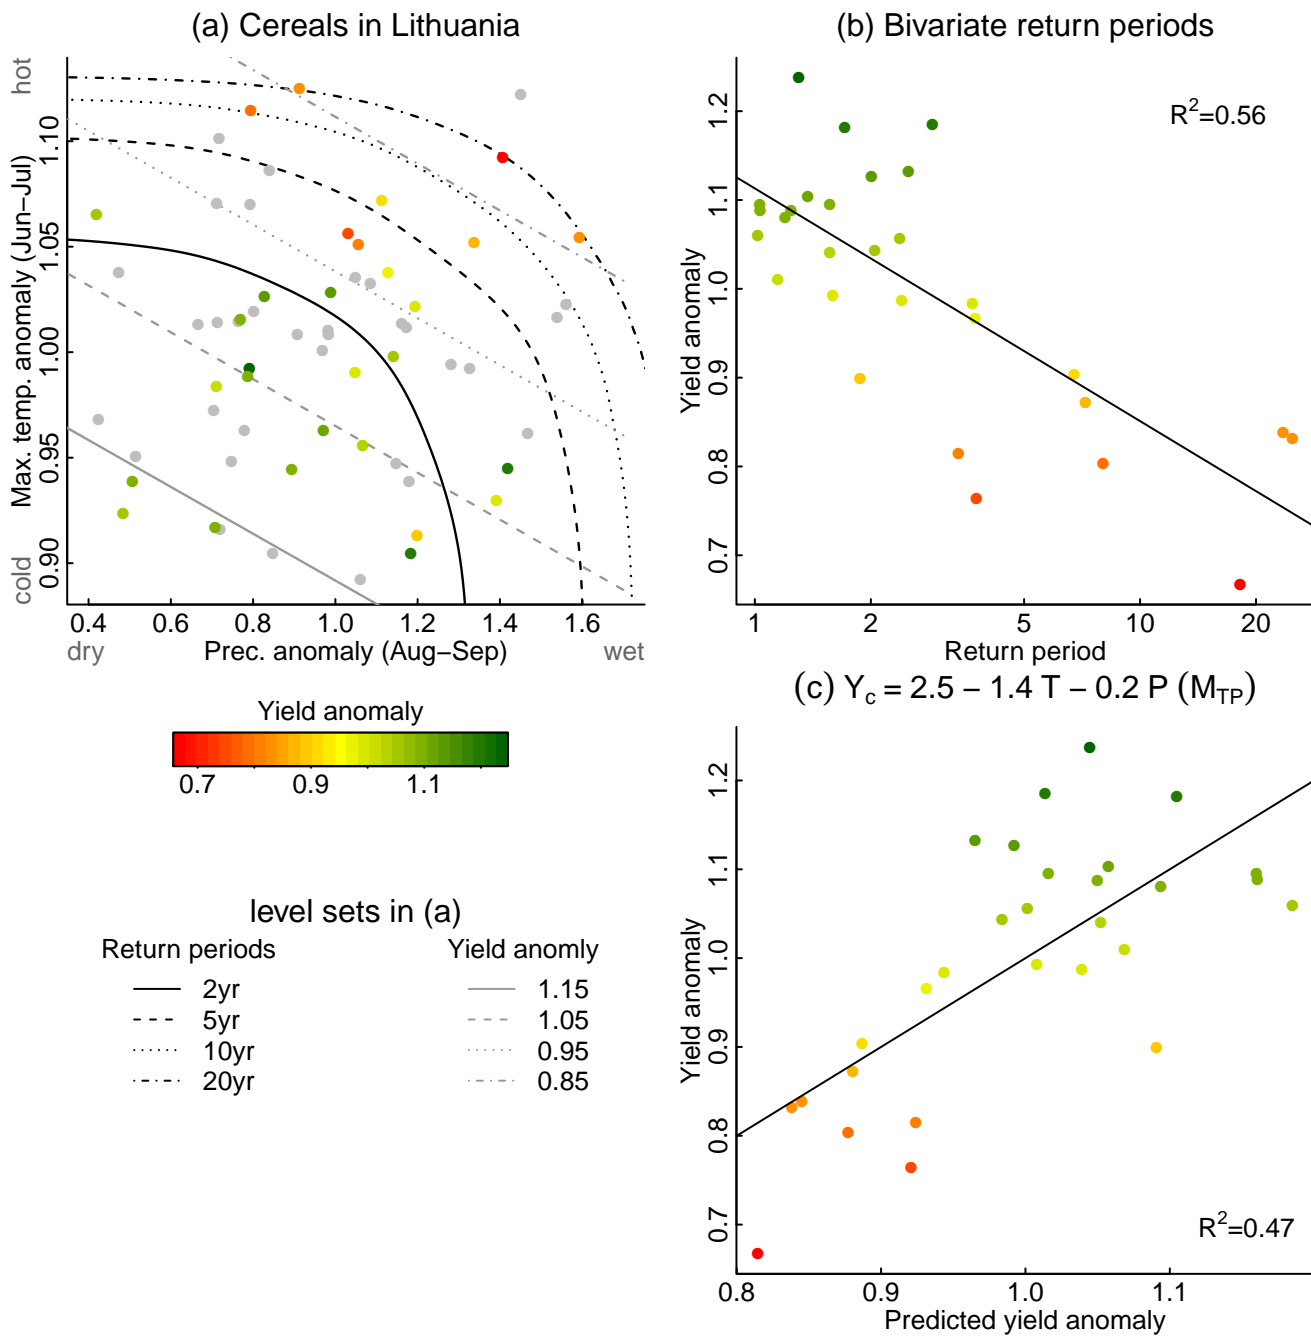 (a) Cereals in Lithuania
hot
cold
Max. temp. anomaly (Jun−Jul)
0.90 0.95 1.00 1.05 1.10
0.4 0.6 0.8 1.0 1.2 1.4 1.6
dry
Prec. anomaly (Aug−Sep)
wet
(b) Bivariate return periods
R²=0.56
Yield anomaly
0.7 0.8 0.9 1.0 1.1 1.2
1 2 5 10 20
Return period
Yield anomaly
0.7 0.9 1.1
level sets in (a)
Return periods
2yr
5yr
10yr
20yr
Yield anomly
1.15
1.05
0.95
0.85
(c) Y_c = 2.5 − 1.4 T − 0.2 P (M_TP)
Yield anomaly
0.7 0.8 0.9 1.0 1.1 1.2
R²=0.47
0.8 0.9 1.0 1.1
Predicted yield anomaly